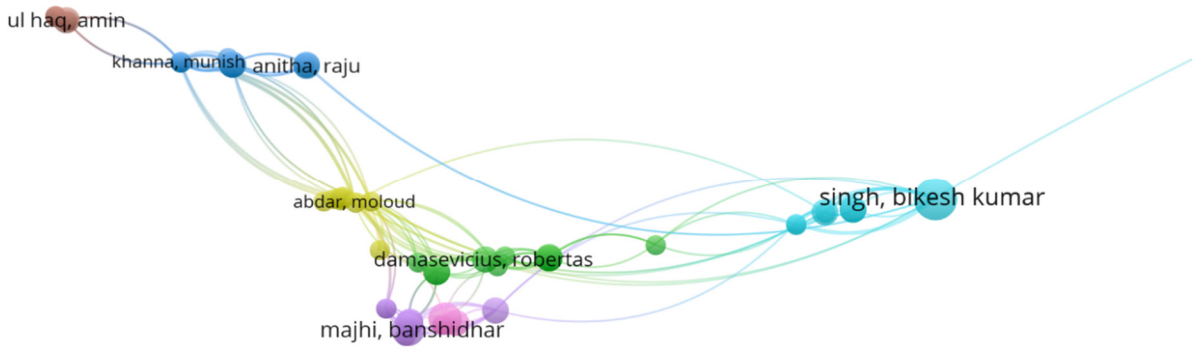 ul haq, amin
khanna, munish
anitha, raju
abdar, moloud
singh, bikesh kumar
damasevicius, robertas
majhi, banshidhar